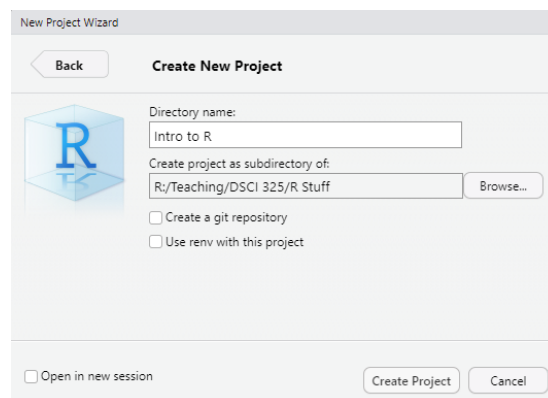 New Project Wizard
Back
Create New Project
R
Directory name:
Intro to R
Create project as subdirectory of:
R:/Teaching/DSCI 325/R Stuff
Browse...
Create a git repository
Use renv with this project
Open in new session
Create Project
Cancel